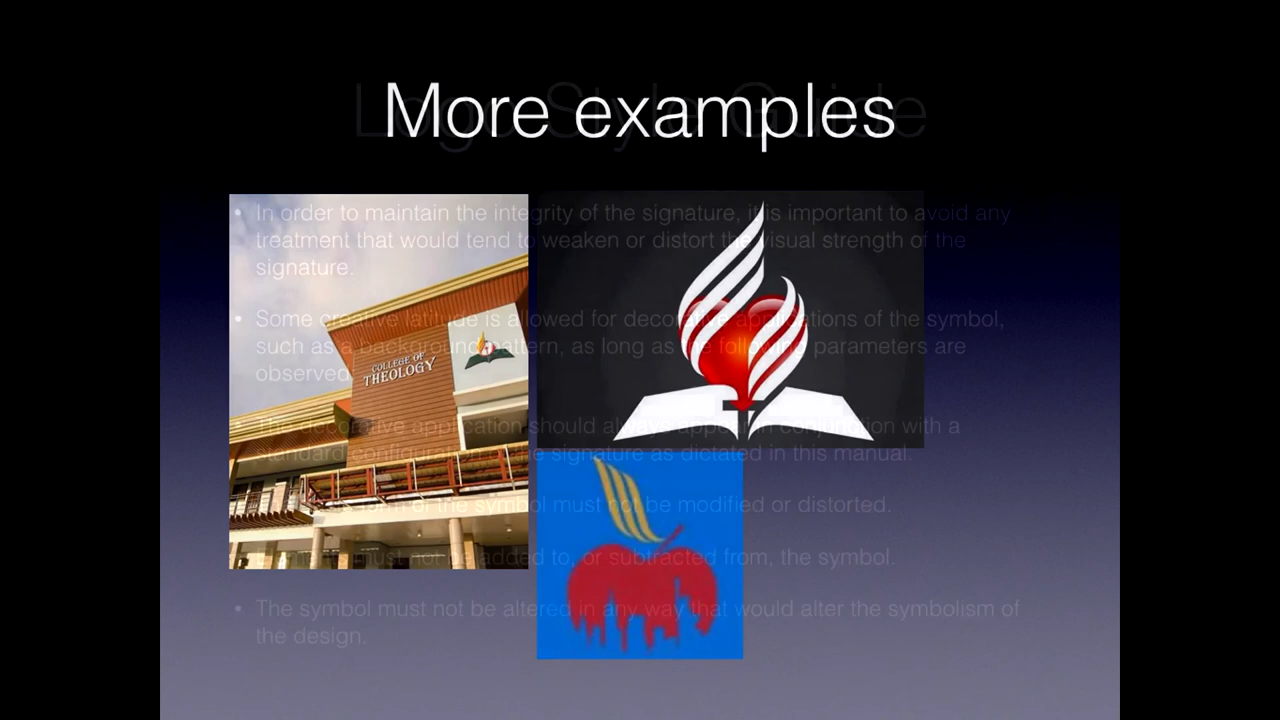 More examples
Logo Style Guide
• In order to maintain the integrity of the signature, it is important to avoid any
treatment that would tend to weaken or distort the visual strength of the
signature.
• Some creative latitude is allowed for decorative applications of the symbol,
such as a background pattern, as long as the following parameters are
observed
COLLEGE OF
THEOLOGY
The decorative application should always appear in conjunction with a
standard configuration of the signature as dictated in this manual.
form of the symbol must not be modified or distorted.
must not be added to, or subtracted from, the symbol.
• The symbol must not be altered in any way that would alter the symbolism of
the design.